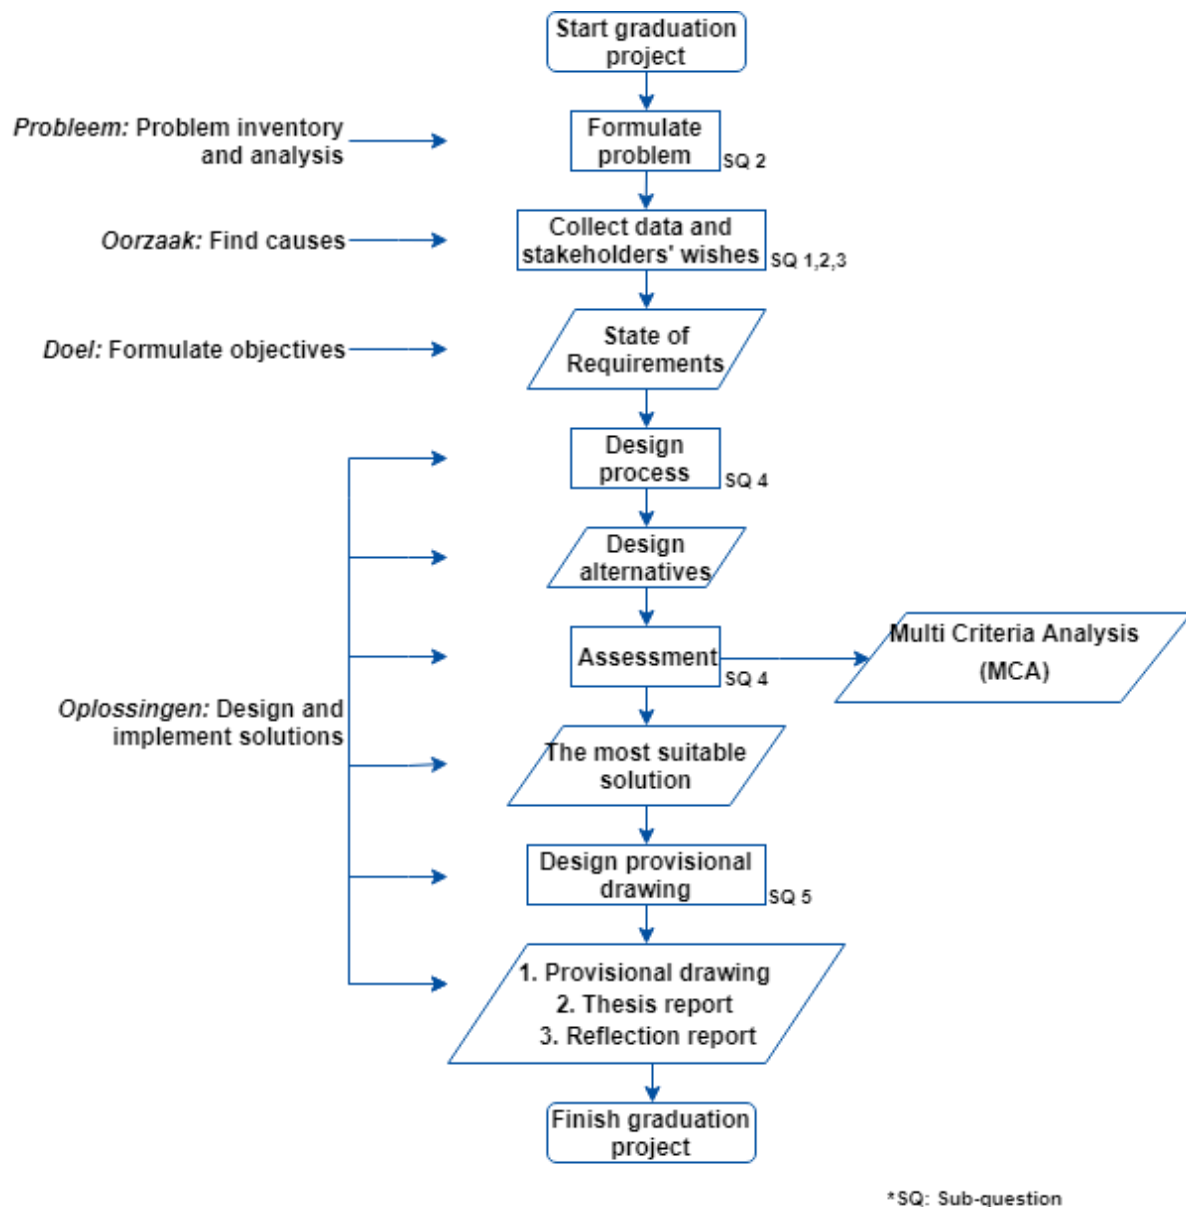 Start graduation
project
Probleem: Problem inventory
and analysis
Formulate
problem
SQ 2
Oorzaak: Find causes
Collect data and
stakeholders' wishes
SQ 1,2,3
Doel: Formulate objectives
State of
Requirements
Design
process
SQ 4
Design
alternatives
Assessment
SQ 4
Multi Criteria Analysis
(MCA)
Oplossingen: Design and
implement solutions
The most suitable
solution
Design provisional
drawing
SQ 5
1. Provisional drawing
2. Thesis report
3. Reflection report
Finish graduation
project
*SQ: Sub-question